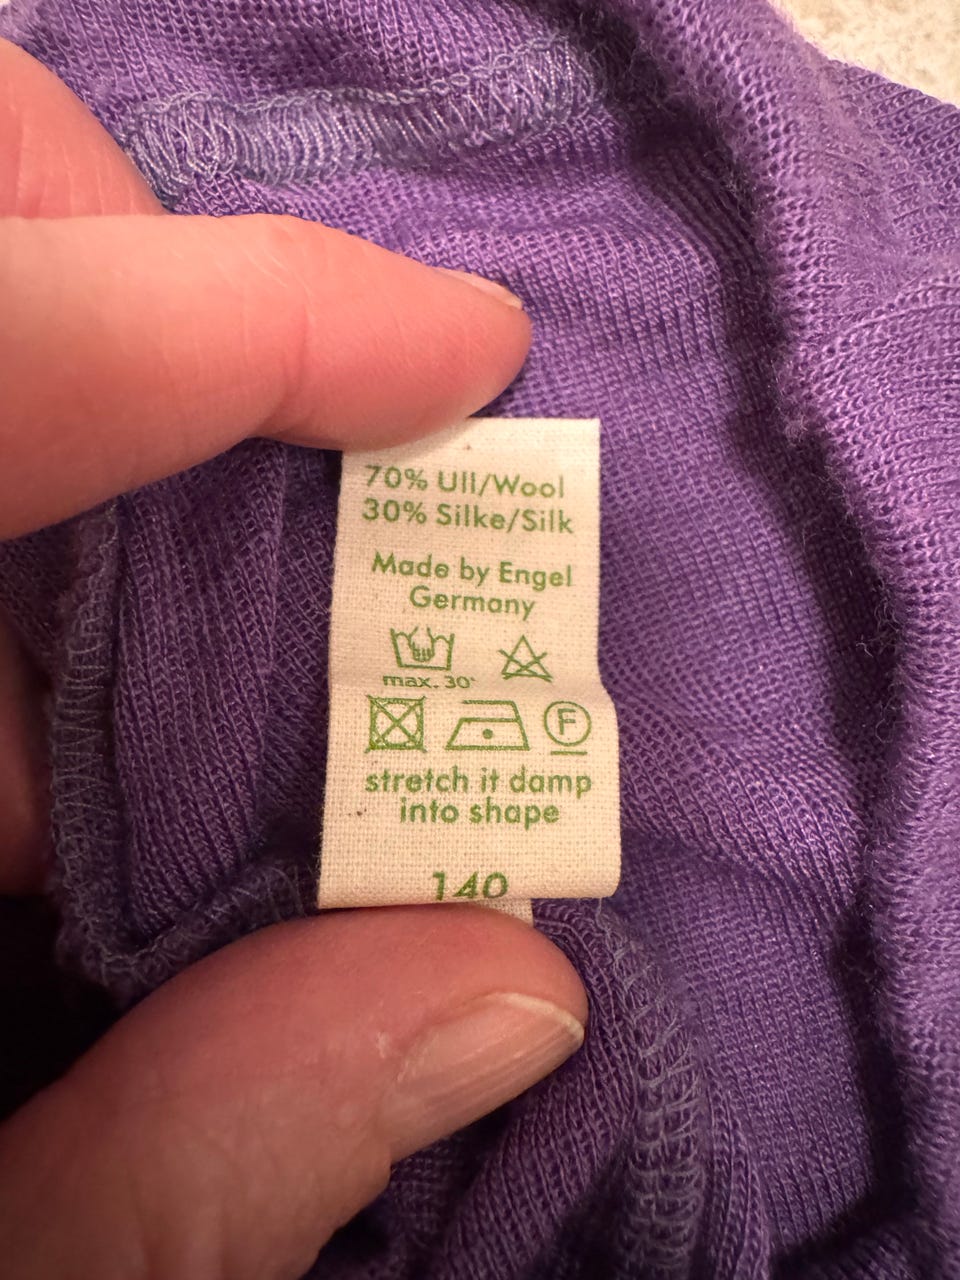 70% Ull/Wool
30% Silke/Silk
Made by Engel
Germany
max. 30°
F
stretch it damp
into shape
140